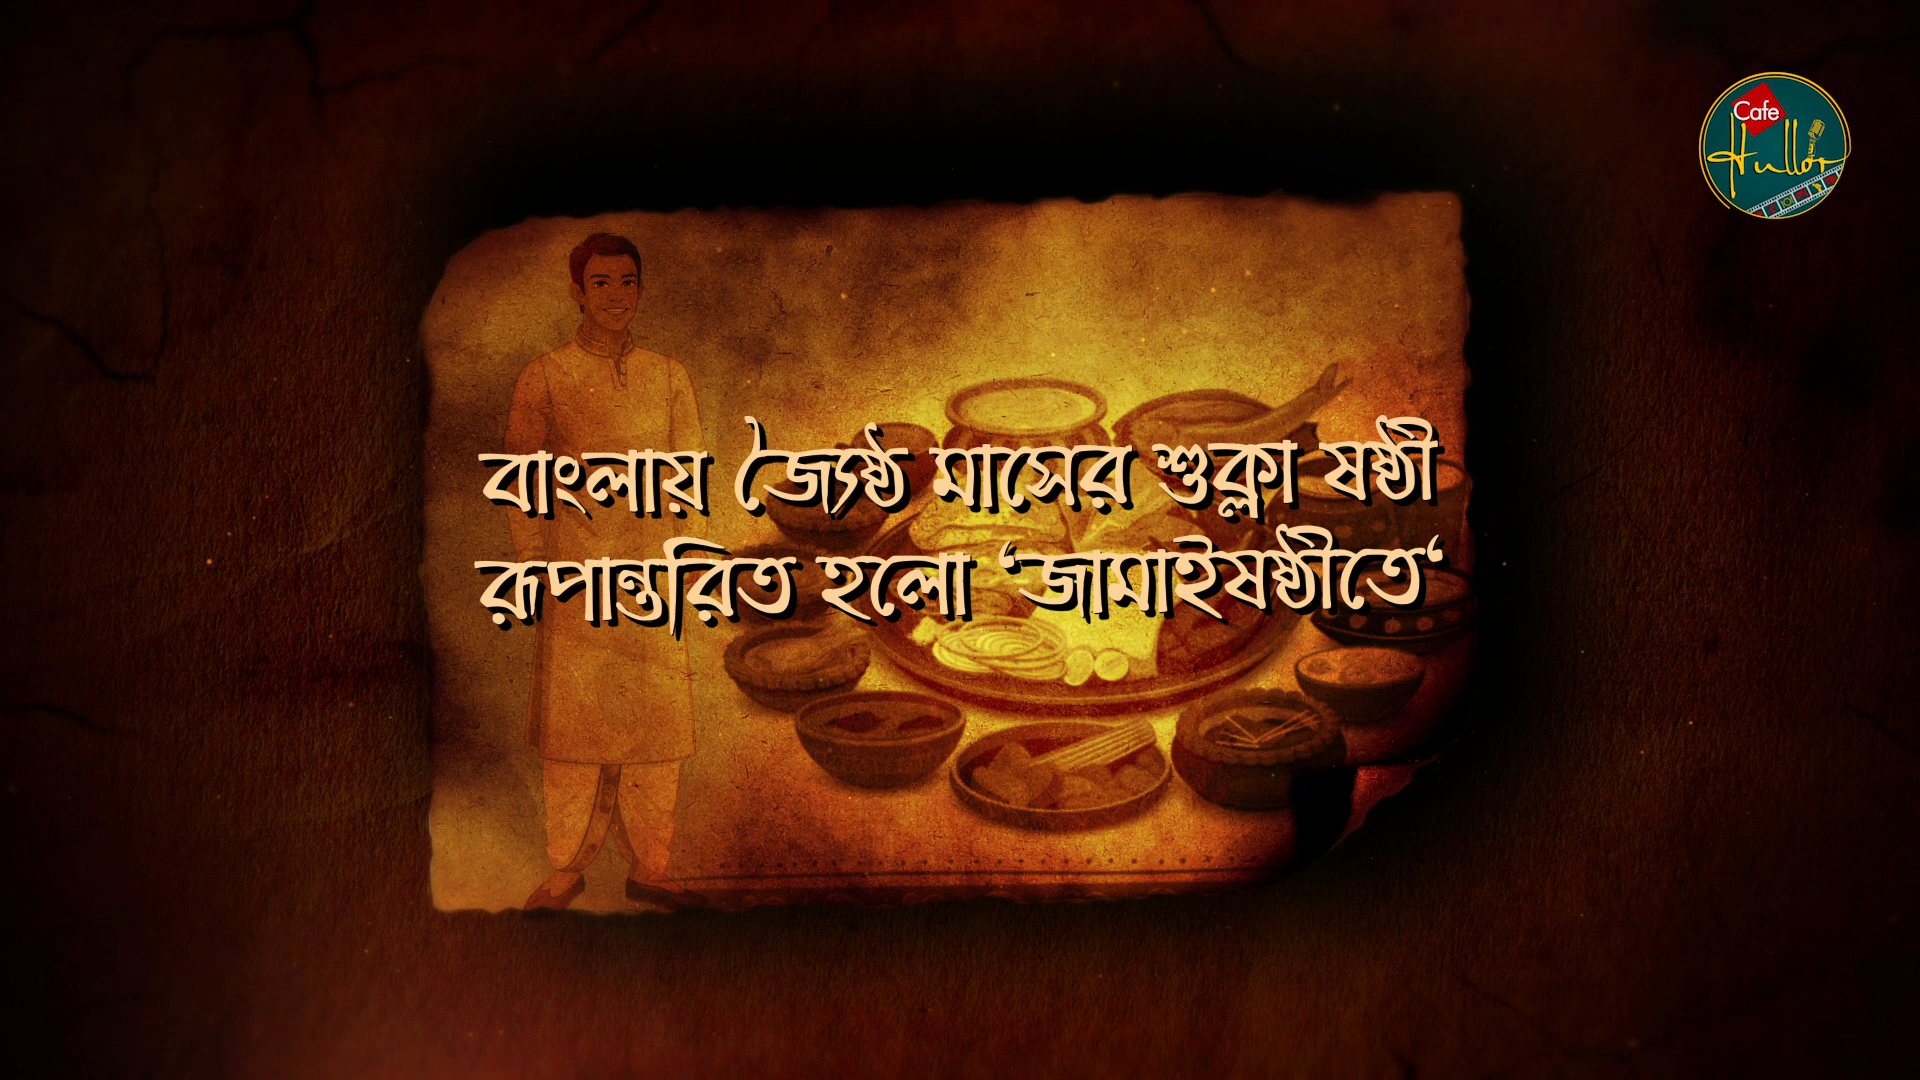 Cafe
Hullor
বাংলায় জ্যৈষ্ঠ মাসের শুক্লা ষষ্ঠী
রূপান্তরিত হলো ‘জামাইষষ্ঠীতে‘